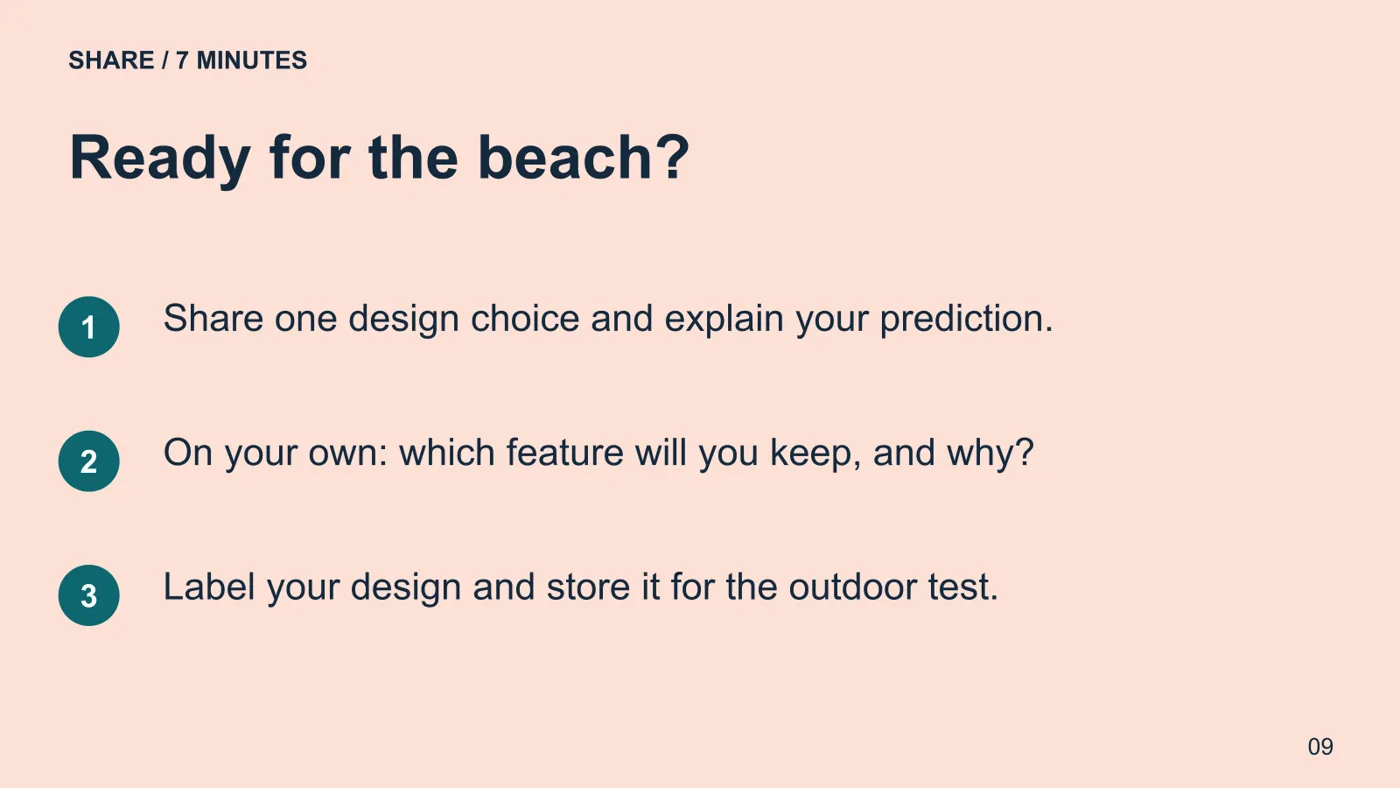 SHARE / 7 MINUTES
Ready for the beach?
1 Share one design choice and explain your prediction.
2 On your own: which feature will you keep, and why?
3 Label your design and store it for the outdoor test.
09